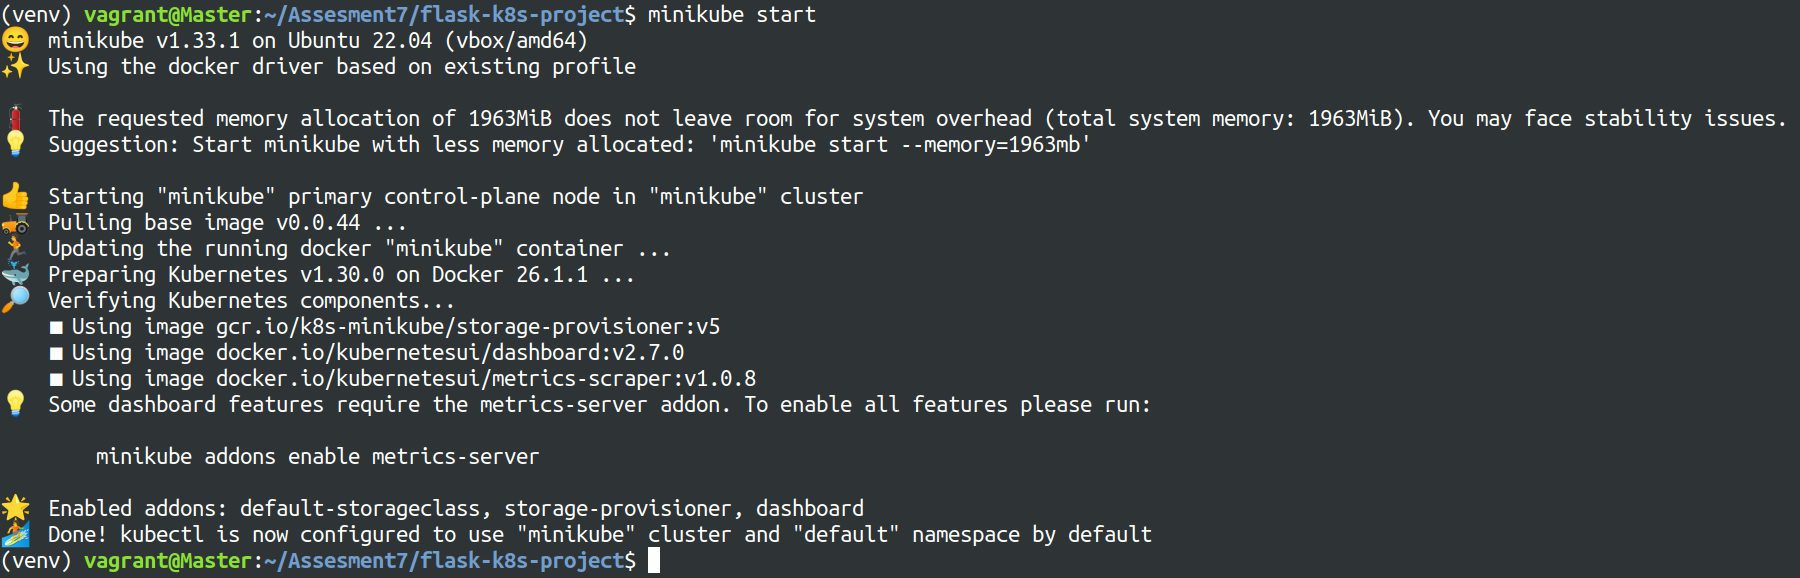 (venv) vagrant@Master:~/Assesment7/flask-k8s-project$ minikube start
😄  minikube v1.33.1 on Ubuntu 22.04 (vbox/amd64)
✨  Using the docker driver based on existing profile
🧯  The requested memory allocation of 1963MiB does not leave room for system overhead (total system memory: 1963MiB). You may face stability issues.
💡  Suggestion: Start minikube with less memory allocated: 'minikube start --memory=1963mb'
👍  Starting "minikube" primary control-plane node in "minikube" cluster
🚜  Pulling base image v0.0.44 ...
🏃  Updating the running docker "minikube" container ...
🐳  Preparing Kubernetes v1.30.0 on Docker 26.1.1 ...
🔎  Verifying Kubernetes components...
    ■ Using image gcr.io/k8s-minikube/storage-provisioner:v5
    ■ Using image docker.io/kubernetesui/dashboard:v2.7.0
    ■ Using image docker.io/kubernetesui/metrics-scraper:v1.0.8
💡  Some dashboard features require the metrics-server addon. To enable all features please run:
        minikube addons enable metrics-server
🌟  Enabled addons: default-storageclass, storage-provisioner, dashboard
🏄  Done! kubectl is now configured to use "minikube" cluster and "default" namespace by default
(venv) vagrant@Master:~/Assesment7/flask-k8s-project$